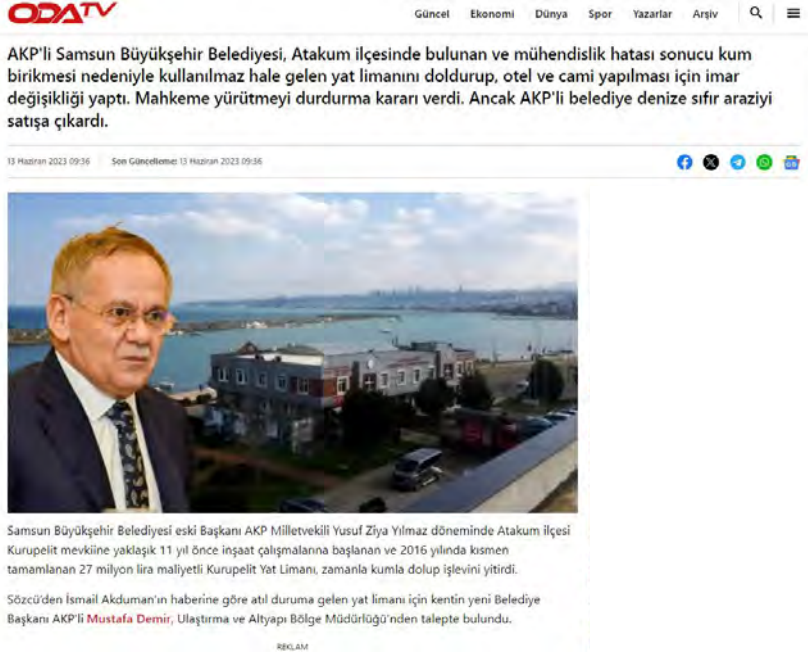 ODATV
Güncel Ekonomi Dünya Spor Yazarlar Arşiv
AKP'li Samsun Büyükşehir Belediyesi, Atakum ilçesinde bulunan ve mühendislik hatası sonucu kum
birikmesi nedeniyle kullanılmaz hale gelen yat limanını doldurup, otel ve cami yapılması için imar
değişikliği yaptı. Mahkeme yürütmeyi durdurma kararı verdi. Ancak AKP'li belediye denize sıfır araziyi
satışa çıkardı.
13 Haziran 2023 09:36 Son Güncelleme: 13 Haziran 2023 09:36
Samsun Büyükşehir Belediyesi eski Başkanı AKP Milletvekili Yusuf Ziya Yılmaz döneminde Atakum ilçesi
Kurupelit mevkiine yaklaşık 11 yıl önce inşaat çalışmalarına başlanan ve 2016 yılında kısmen
tamamlanan 27 milyon lira maliyetli Kurupelit Yat Limanı, zamanla kumla dolup işlevini yitirdi.
Sözcü'den İsmail Akduman'ın haberine göre atıl duruma gelen yat limanı için kentin yeni Belediye
Başkanı AKP'li Mustafa Demir, Ulaştırma ve Altyapı Bölge Müdürlüğü'nden talepte bulundu.
REKLAM